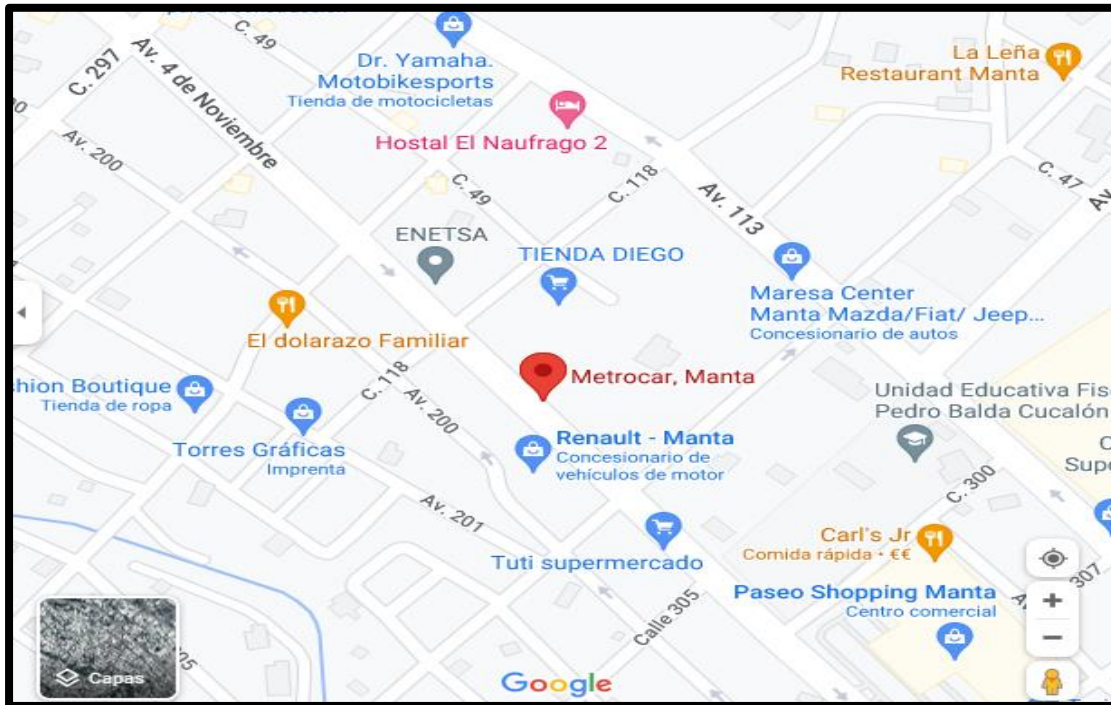 C. 49
C. 297
Av. 4 de Noviembre
Dr. Yamaha.
Motobikesports
Tienda de motocicletas
La Leña
Restaurant Manta
Hostal El Naufrago 2
Av. 200
C. 49
C. 118
Av. 113
C. 47
Av
ENETSA
TIENDA DIEGO
Maresa Center
Manta Mazda/Fiat/ Jeep...
Concesionario de autos
El dolarazo Familiar
Metrocar, Manta
C. 118
Av. 200
shion Boutique
Tienda de ropa
Unidad Educativa Fis
Pedro Balda Cucalón
Torres Gráficas
Imprenta
Renault - Manta
Concesionario de
vehículos de motor
C
Supe
C. 300
Av. 201
Tuti supermercado
Carl's Jr
Comida rápida • €€
307
Paseo Shopping Manta
Centro comercial
Calle 305
Capas
Google